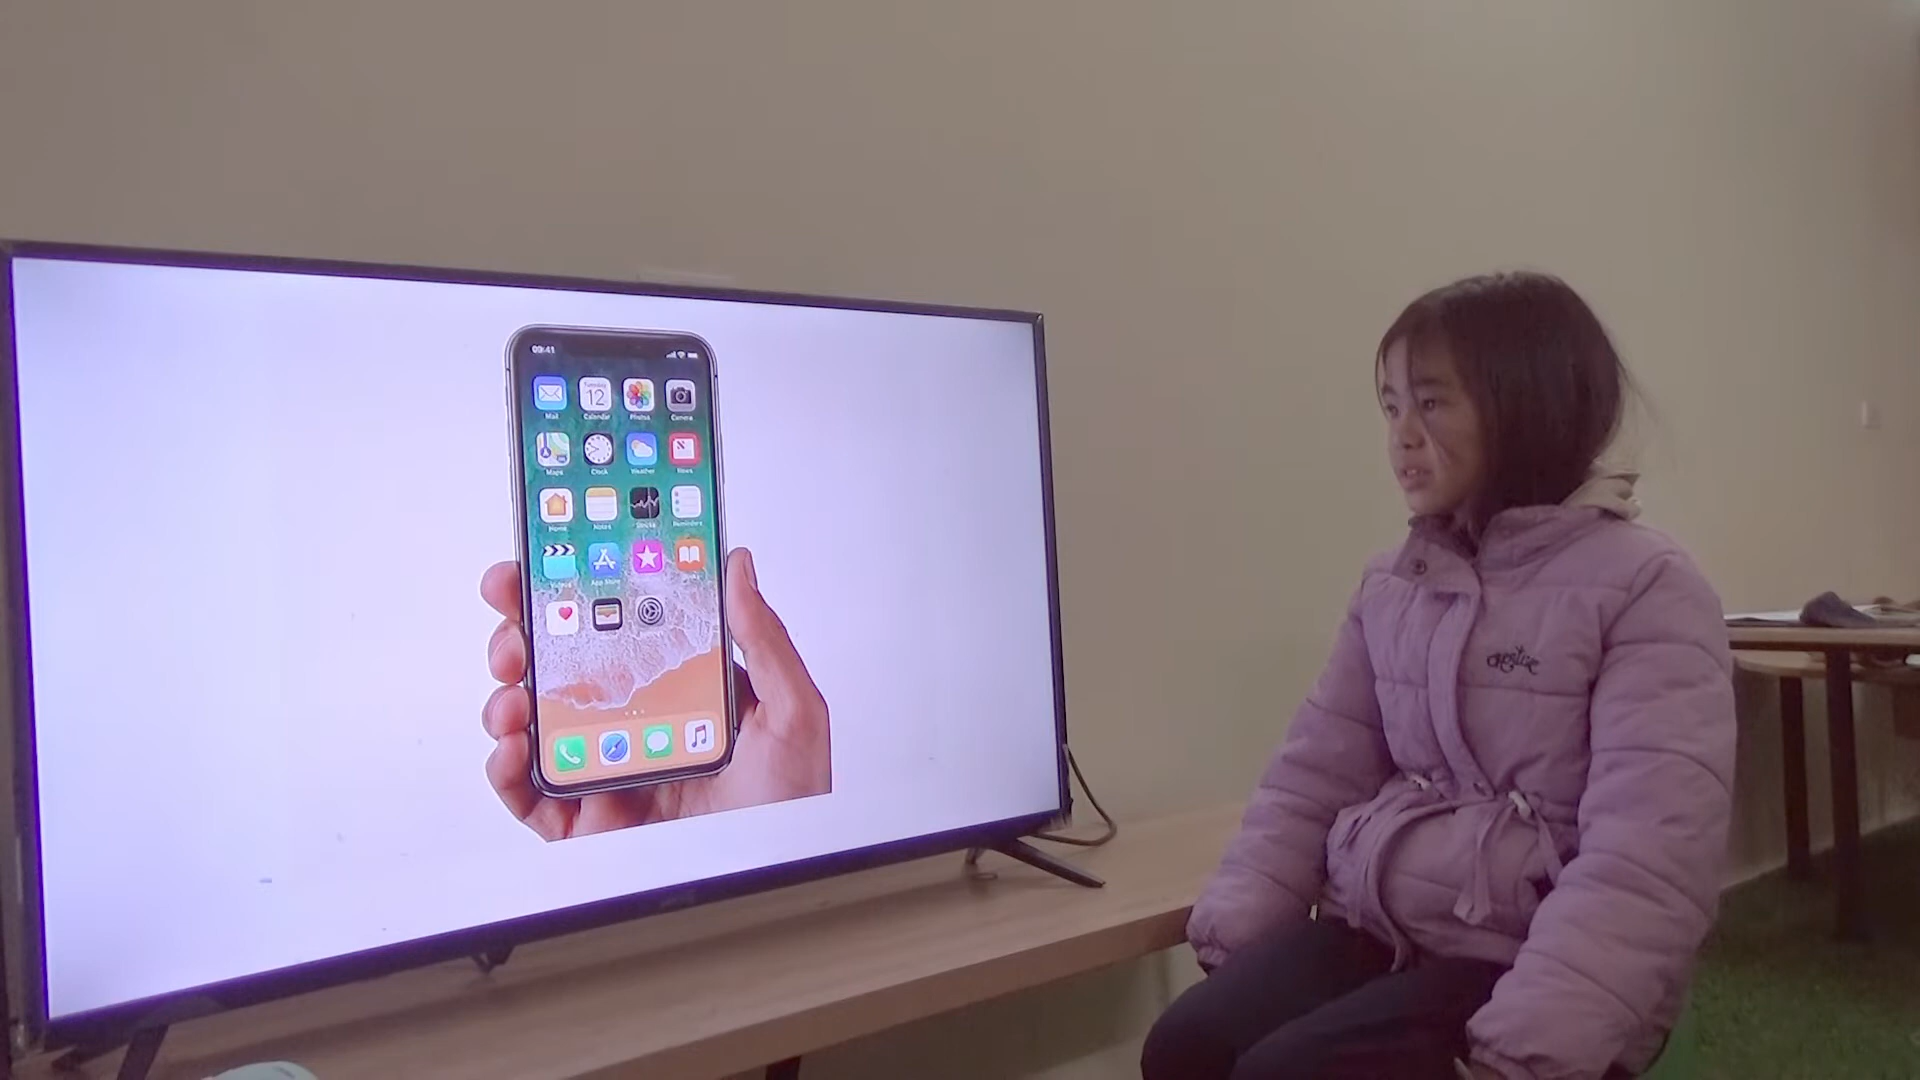 09:41
Mail
Tuesday
12
Calendar
Photos
Camera
Maps
Clock
Weather
News
Home
Notes
Stocks
Reminders
Videos
App Store